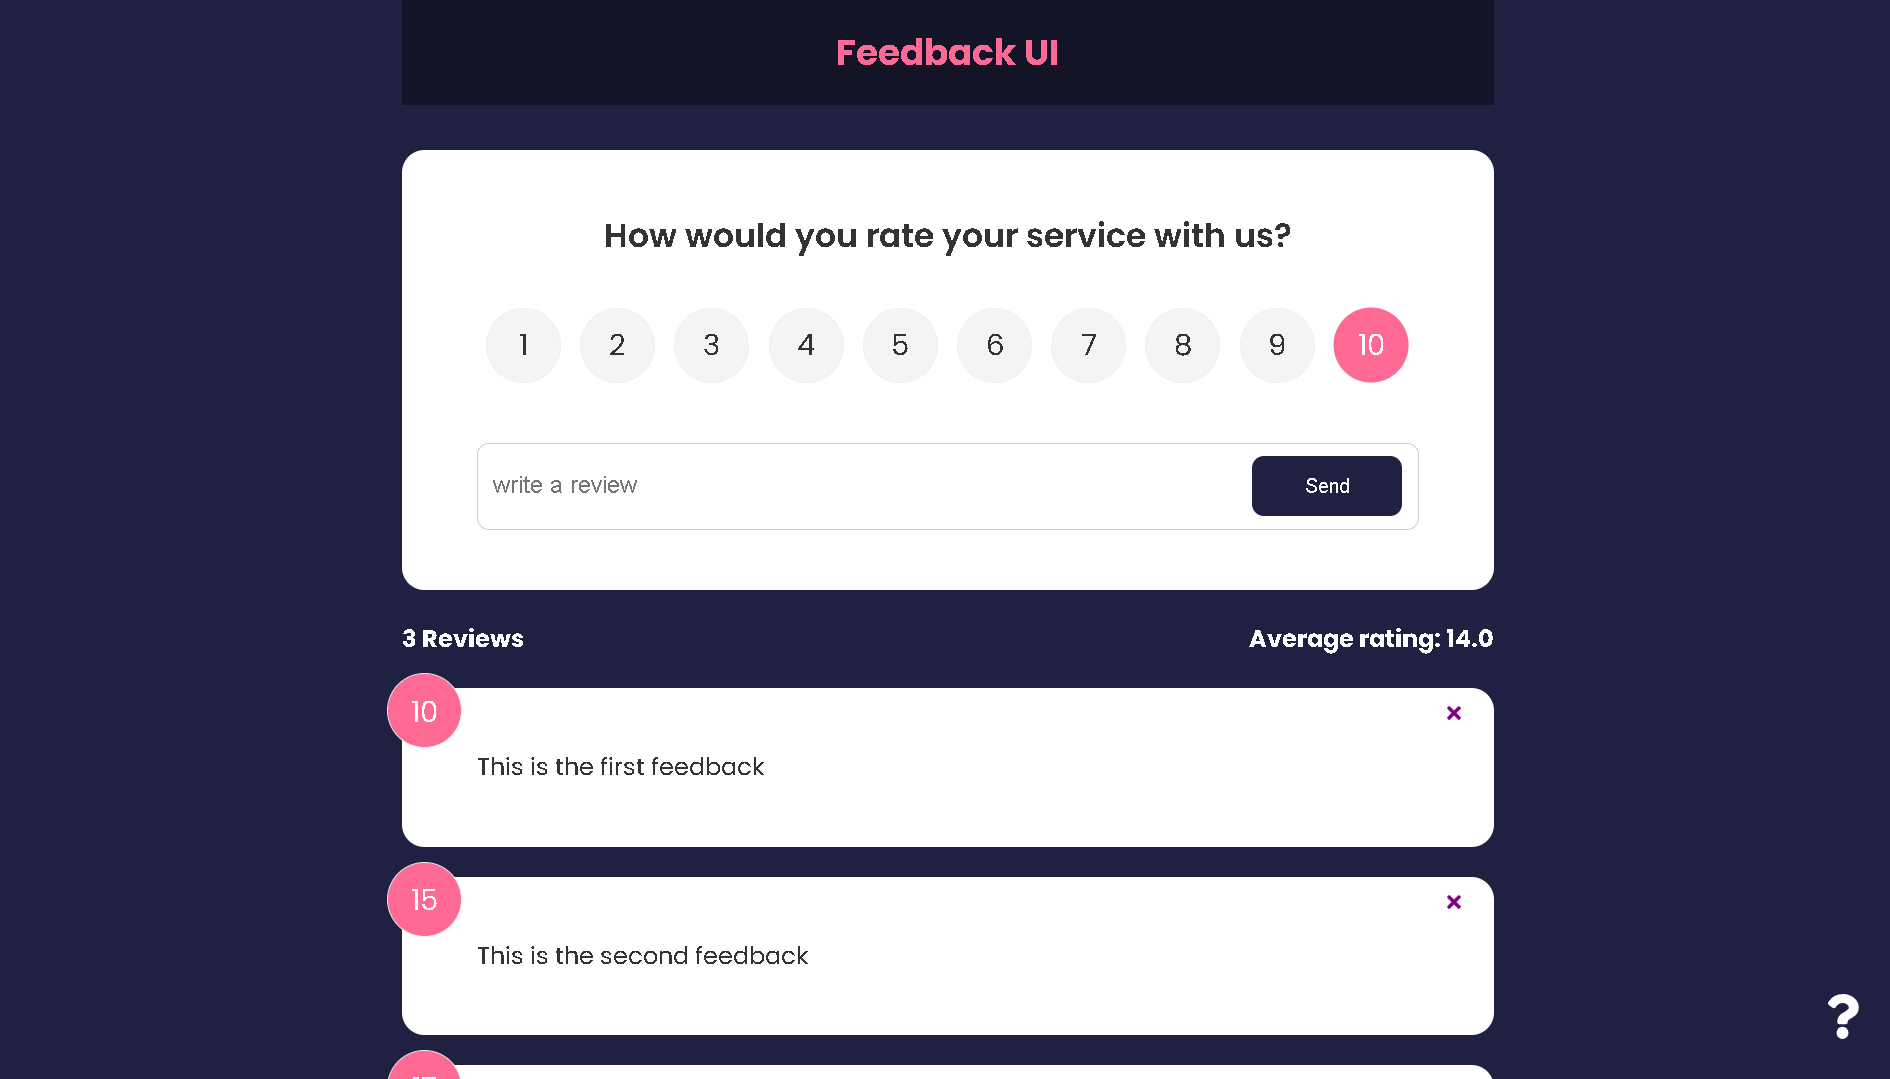 Feedback UI
How would you rate your service with us?
1 2 3 4 5 6 7 8 9 10
write a review
Send
3 Reviews
Average rating: 14.0
10
This is the first feedback
15
This is the second feedback
?